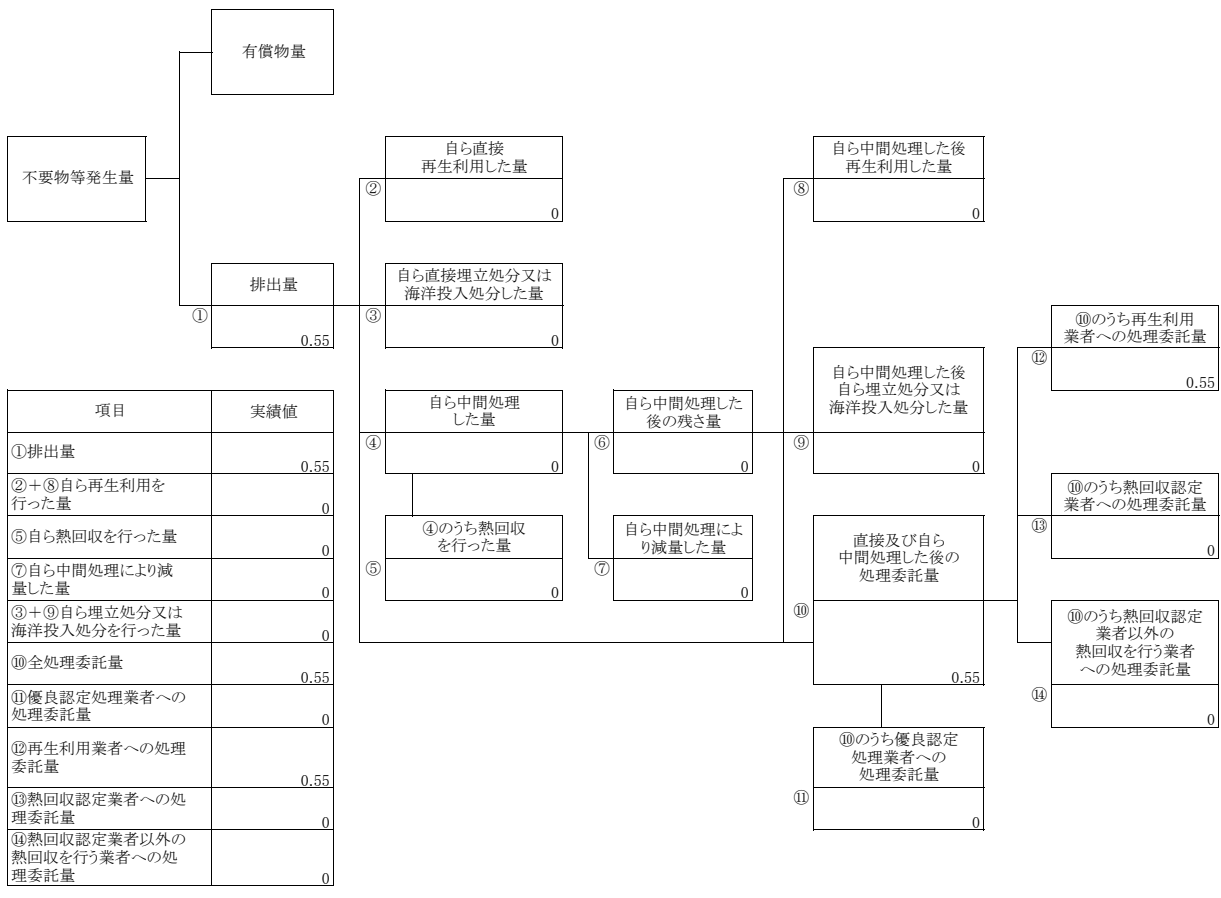 有償物量
不要物等発生量
排出量
①
0.55
自ら直接
再生利用した量
②
0
自ら直接埋立処分又は
海洋投入処分した量
③
0
自ら中間処理
した量
④
0
④のうち熱回収
を行った量
⑤
0
自ら中間処理した
後の残さ量
⑥
0
自ら中間処理によ
り減量した量
⑦
0
自ら中間処理した後
再生利用した量
⑧
0
自ら中間処理した後
自ら埋立処分又は
海洋投入処分した量
⑨
0
直接及び自ら
中間処理した後の
処理委託量
⑩
0.55
⑩のうち優良認定
処理業者への
処理委託量
⑪
0
⑩のうち再生利用
業者への処理委託量
⑫
0.55
⑩のうち熱回収認定
業者への処理委託量
⑬
0
⑩のうち熱回収認定
業者以外の
熱回収を行う業者
への処理委託量
⑭
0
項目 実績値
①排出量
0.55
②+⑧自ら再生利用を
行った量
0
⑤自ら熱回収を行った量
0
⑦自ら中間処理により減
量した量
0
③+⑨自ら埋立処分又は
海洋投入処分を行った量
0
⑩全処理委託量
0.55
⑪優良認定処理業者への
処理委託量
0
⑫再生利用業者への処理
委託量
0.55
⑬熱回収認定業者への処
理委託量
0
⑭熱回収認定業者以外の
熱回収を行う業者への処
理委託量
0